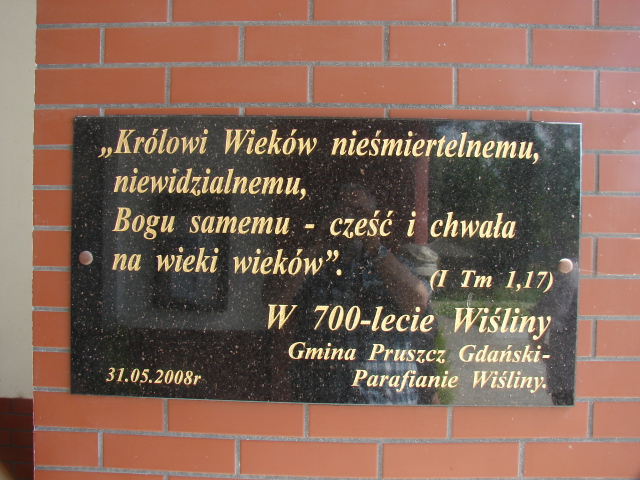 „Królowi Wieków nieśmiertelnemu,
niewidzialnemu,
Bogu samemu - cześć i chwała
na wieki wieków”.
(I Tm 1,17)
W 700-lecie Wiśliny
Gmina Pruszcz Gdański-
Parafianie Wiśliny.
31.05.2008r